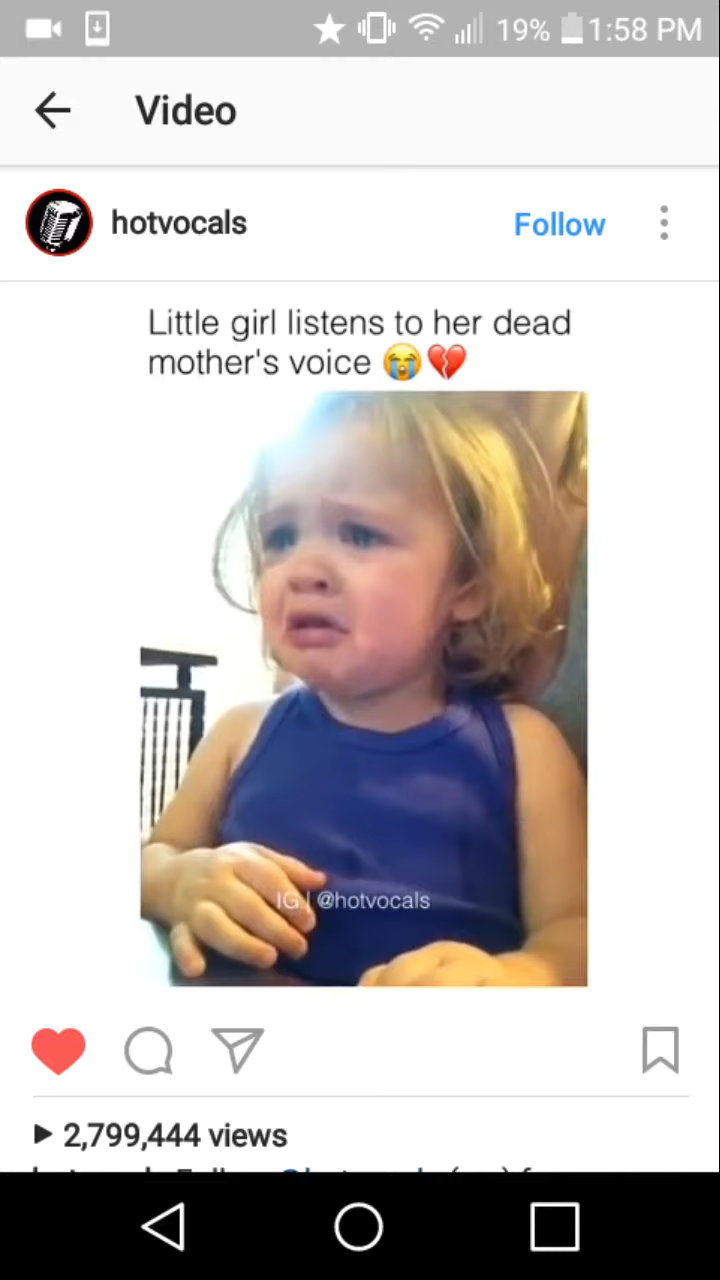 19% 1:58 PM
Video
hotvocals Follow
Little girl listens to her dead
mother's voice 😭💔
IG | @hotvocals
2,799,444 views